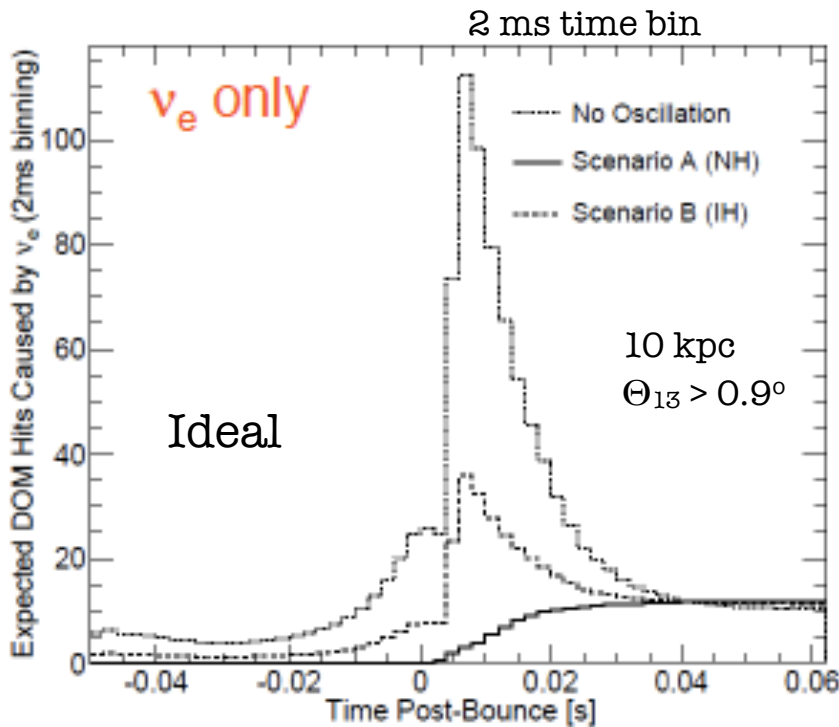 2 ms time bin
νe only
No Oscillation
Scenario A (NH)
Scenario B (IH)
10 kpc
Θ13 > 0.9º
Ideal
Expected DOM Hits Caused by νe (2ms binning)
100
80
60
40
20
0
-0.04 -0.02 0 0.02 0.04 0.06
Time Post-Bounce [s]